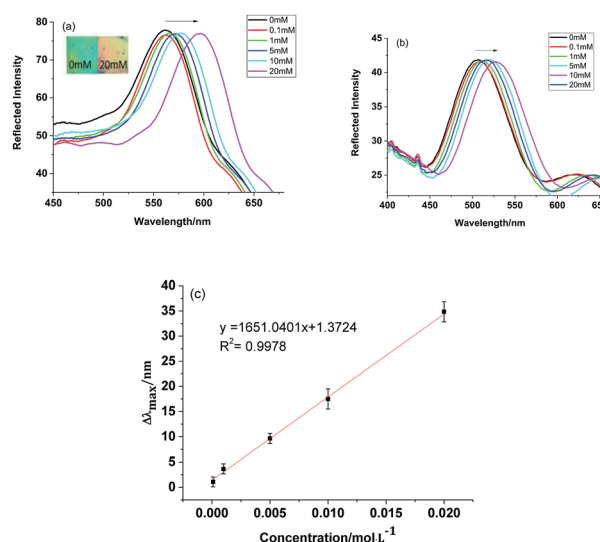 (a)
0mM 20mM
0mM
0.1mM
1mM
5mM
10mM
20mM
80
70
60
50
40
Reflected Intensity
450 500 550 600 650
Wavelength/nm
(b)
0mM
0.1mM
1mM
5mM
10mM
20mM
45
40
35
30
25
Reflected Intensity
400 450 500 550 600 650
Wavelength/nm
(c)
y =1651.0401x+1.3724
R²= 0.9978
40
35
30
25
20
15
10
5
0
Δλmax/nm
0.000 0.005 0.010 0.015 0.020
Concentration/mol·L⁻¹